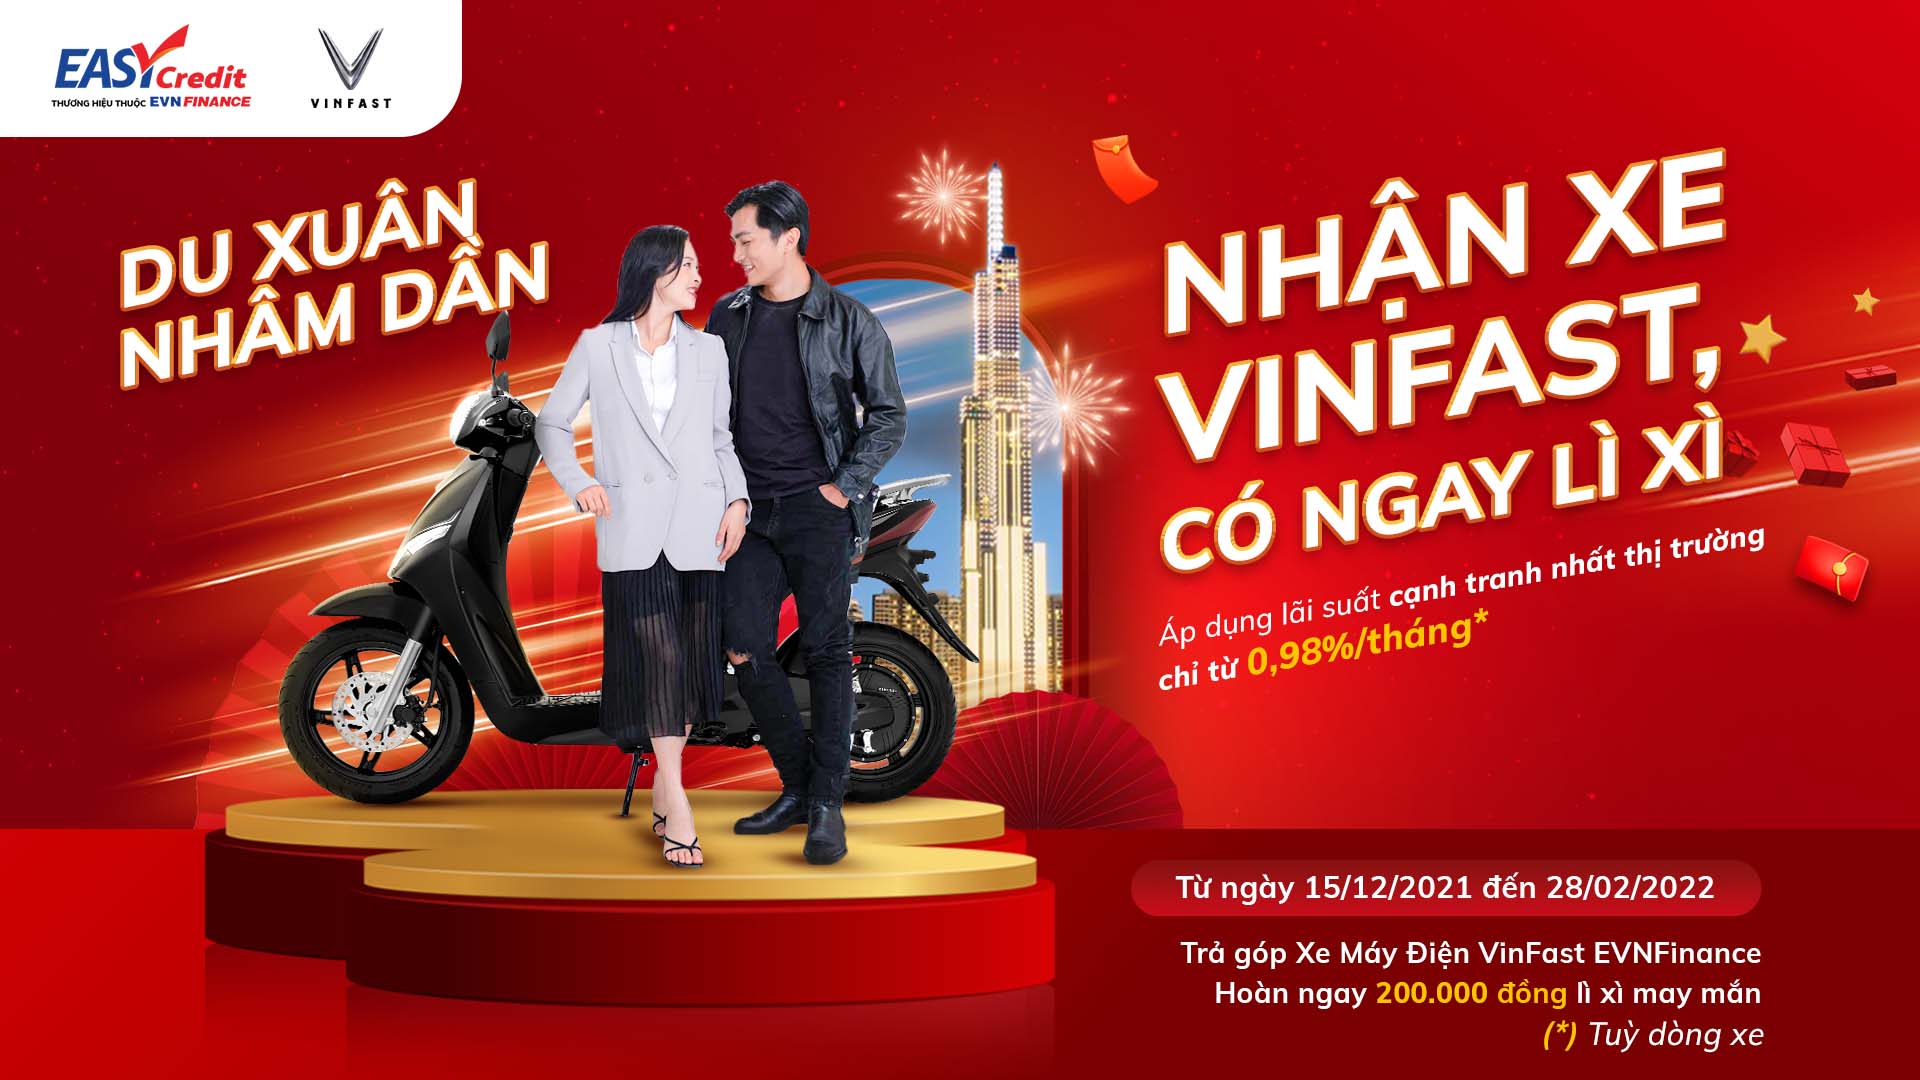 EASY Credit
THƯƠNG HIỆU THUỘC EVN FINANCE
VINFAST
DU XUÂN
NHÂM DẦN
NHẬN XE
VINFAST,
CÓ NGAY LÌ XÌ
Áp dụng lãi suất cạnh tranh nhất thị trường
chỉ từ 0,98%/tháng*
Từ ngày 15/12/2021 đến 28/02/2022
Trả góp Xe Máy Điện VinFast EVNFinance
Hoàn ngay 200.000 đồng lì xì may mắn
(*) Tuỳ dòng xe